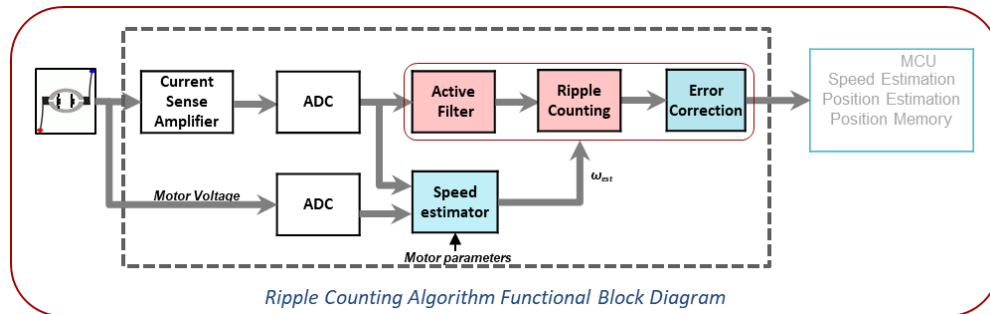 Current
Sense
Amplifier
ADC
Active
Filter
Ripple
Counting
Error
Correction
MCU
Speed Estimation
Position Estimation
Position Memory
Motor Voltage
ADC
Speed
estimator
ωest
Motor parameters
Ripple Counting Algorithm Functional Block Diagram